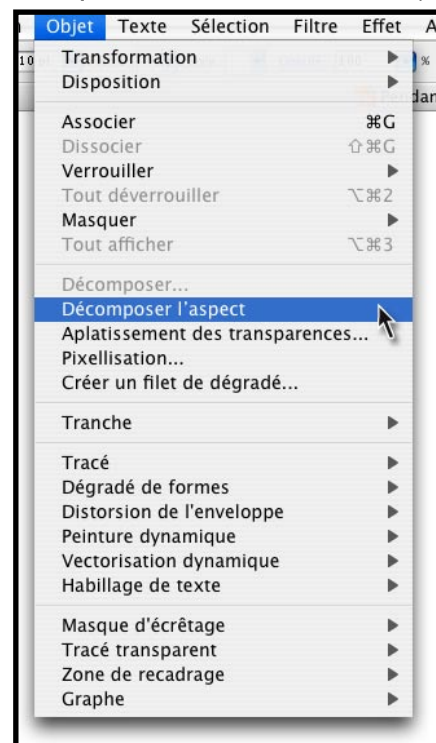 Objet Texte Sélection Filtre Effet
10 %
Transformation
Disposition
Associer ⌘G
Dissocier ⇧⌘G
Verrouiller
Tout déverrouiller ⌥⌘2
Masquer
Tout afficher ⌥⌘3
Décomposer...
Décomposer l'aspect
Aplatissement des transparences...
Pixellisation...
Créer un filet de dégradé...
Tranche
Tracé
Dégradé de formes
Distorsion de l'enveloppe
Peinture dynamique
Vectorisation dynamique
Habillage de texte
Masque d'écrêtage
Tracé transparent
Zone de recadrage
Graphe